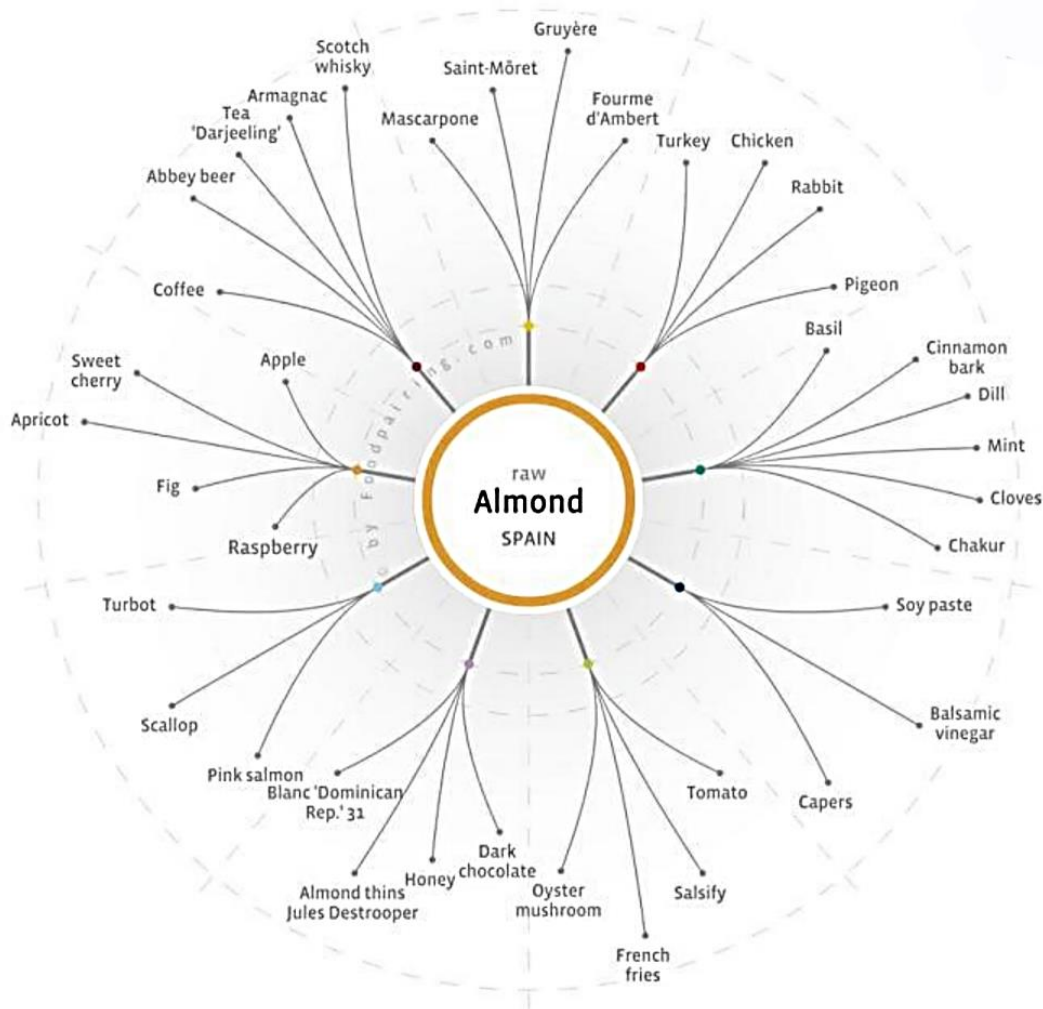 Gruyère
Scotch
whisky
Saint-Môret
Armagnac
Fourme
d'Ambert
Mascarpone
Tea
'Darjeeling'
Turkey
Chicken
Abbey beer
Rabbit
Coffee
Pigeon
Basil
Cinnamon
bark
Sweet
cherry
Apple
Dill
Apricot
Mint
Fig
Cloves
Raspberry
Chakur
by Foodpairing.com
raw
Almond
SPAIN
Turbot
Soy paste
Scallop
Balsamic
vinegar
Pink salmon
Blanc 'Dominican
Rep.' 31
Tomato
Capers
Dark
chocolate
Honey
Almond thins
Jules Destrooper
Oyster
mushroom
Salsify
French
fries